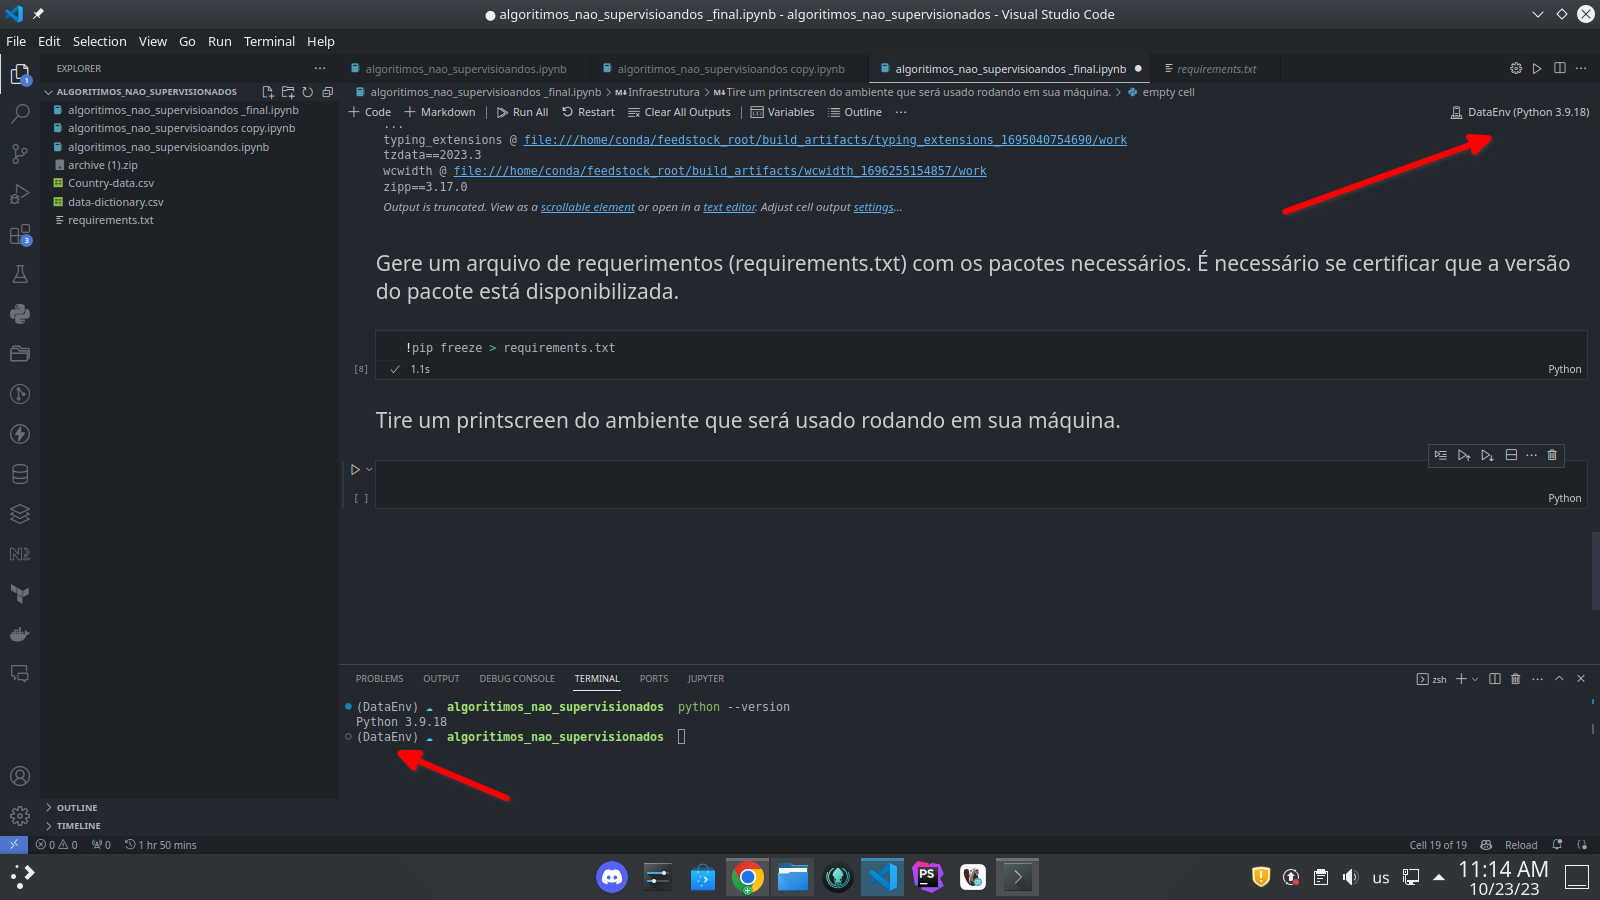 algoritimos_nao_supervisioandos _final.ipynb - algoritimos_nao_supervisionados - Visual Studio Code
File Edit Selection View Go Run Terminal Help
EXPLORER
algoritimos_nao_supervisioandos.ipynb
algoritimos_nao_supervisioandos copy.ipynb
algoritimos_nao_supervisioandos _final.ipynb
requirements.txt
ALGORITIMOS_NAO_SUPERVISIONADOS
algoritimos_nao_supervisioandos _final.ipynb > M↓Infraestrutura > M↓Tire um printscreen do ambiente que será usado rodando em sua máquina. > empty cell
algoritimos_nao_supervisioandos _final.ipynb
algoritimos_nao_supervisioandos copy.ipynb
algoritimos_nao_supervisioandos.ipynb
archive (1).zip
Country-data.csv
data-dictionary.csv
requirements.txt
+ Code + Markdown | Run All Restart Clear All Outputs | Variables Outline ...
DataEnv (Python 3.9.18)
...
typing_extensions @ file:///home/conda/feedstock_root/build_artifacts/typing_extensions_1695040754690/work
tzdata==2023.3
wcwidth @ file:///home/conda/feedstock_root/build_artifacts/wcwidth_1696255154857/work
zipp==3.17.0
Output is truncated. View as a scrollable element or open in a text editor. Adjust cell output settings...
Gere um arquivo de requerimentos (requirements.txt) com os pacotes necessários. É necessário se certificar que a versão
do pacote está disponibilizada.
!pip freeze > requirements.txt
[8] ✓ 1.1s
Python
Tire um printscreen do ambiente que será usado rodando em sua máquina.
[ ]
Python
PROBLEMS OUTPUT DEBUG CONSOLE TERMINAL PORTS JUPYTER
zsh
(DataEnv) algoritimos_nao_supervisionados python --version
Python 3.9.18
(DataEnv) algoritimos_nao_supervisionados
OUTLINE
TIMELINE
0 0 0 1 hr 50 mins
Cell 19 of 19 Reload
1
3
N2
PS
us
11:14 AM
10/23/23